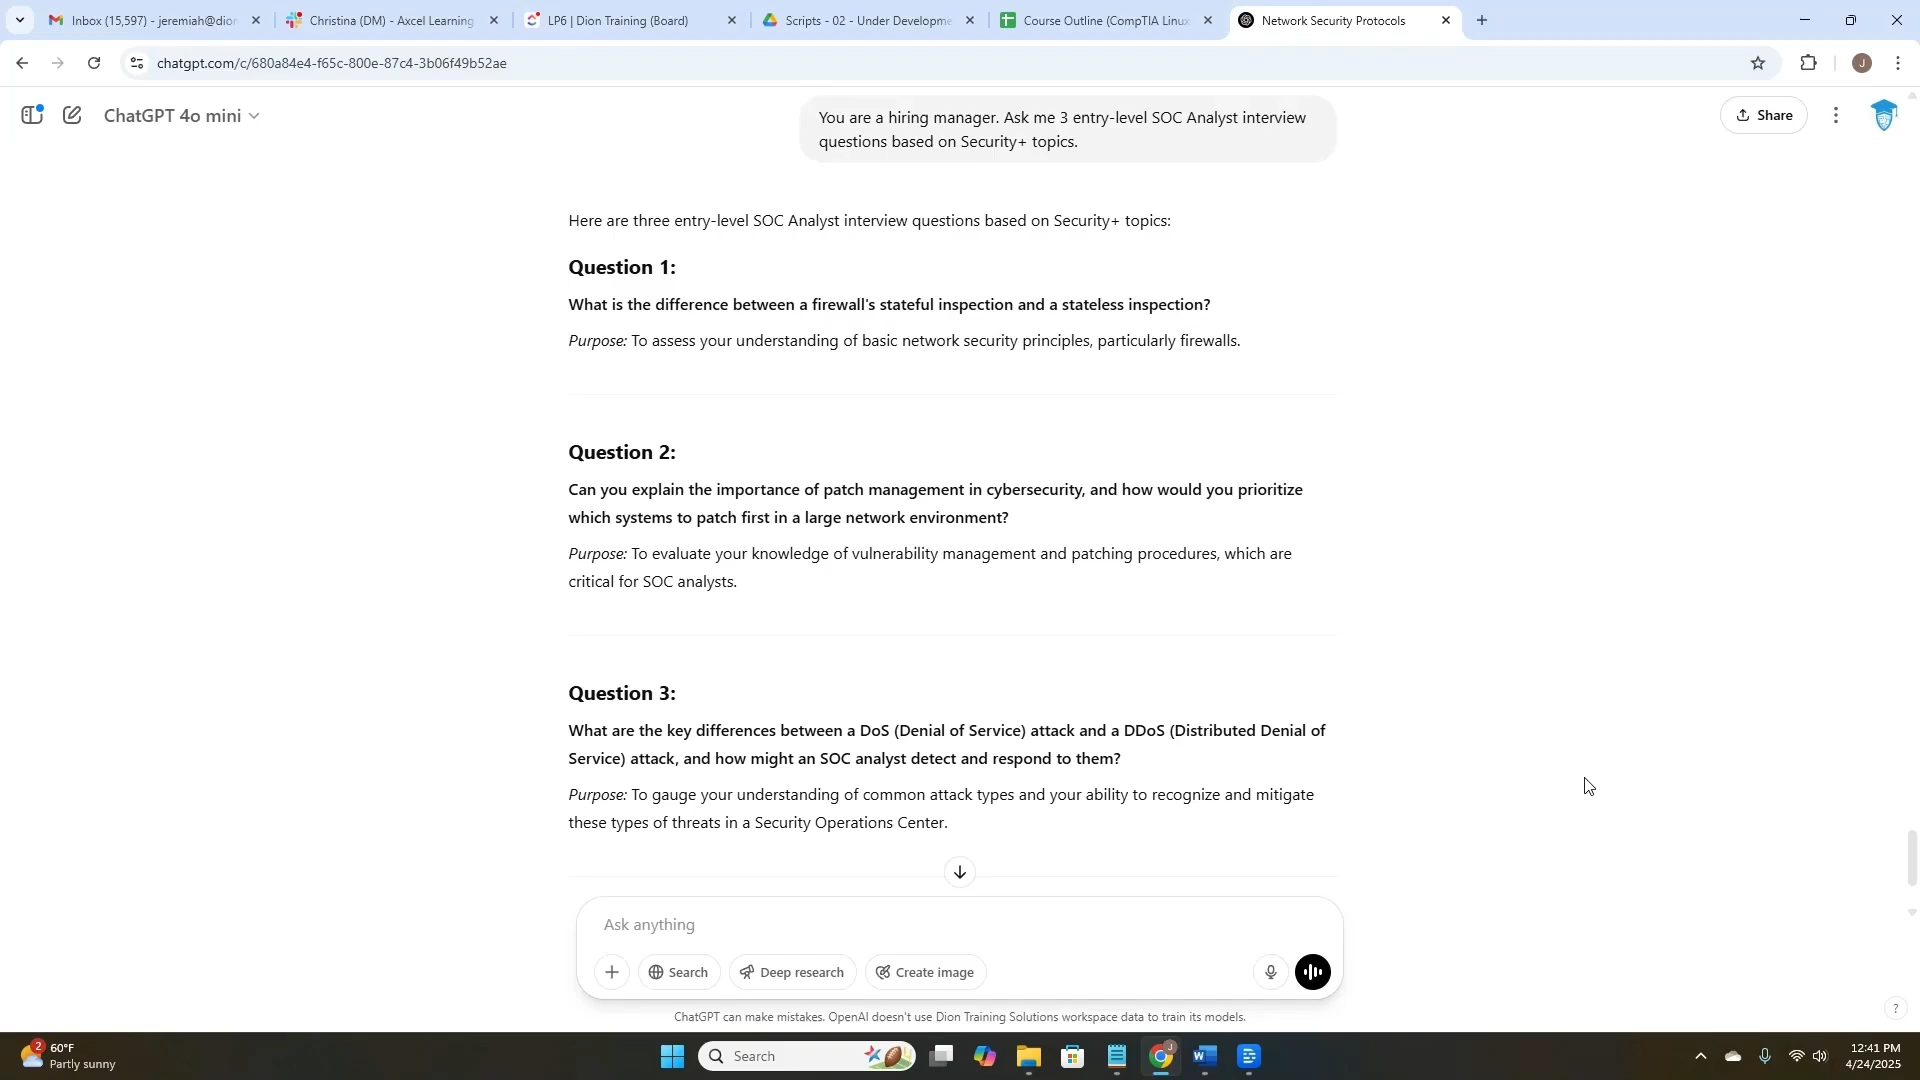 Inbox (15,597) - jeremiah@dion
Christina (DM) - Axcel Learning
LP6 | Dion Training (Board)
Scripts - 02 - Under Developme
Course Outline (CompTIA Linux
Network Security Protocols
chatgpt.com/c/680a84e4-f65c-800e-87c4-3b06f49b52ae
J
ChatGPT 4o mini
Share
You are a hiring manager. Ask me 3 entry-level SOC Analyst interview
questions based on Security+ topics.
Here are three entry-level SOC Analyst interview questions based on Security+ topics:
Question 1:
What is the difference between a firewall's stateful inspection and a stateless inspection?
Purpose: To assess your understanding of basic network security principles, particularly firewalls.
Question 2:
Can you explain the importance of patch management in cybersecurity, and how would you prioritize
which systems to patch first in a large network environment?
Purpose: To evaluate your knowledge of vulnerability management and patching procedures, which are
critical for SOC analysts.
Question 3:
What are the key differences between a DoS (Denial of Service) attack and a DDoS (Distributed Denial of
Service) attack, and how might an SOC analyst detect and respond to them?
Purpose: To gauge your understanding of common attack types and your ability to recognize and mitigate
these types of threats in a Security Operations Center.
Ask anything
Search
Deep research
Create image
ChatGPT can make mistakes. OpenAI doesn't use Dion Training Solutions workspace data to train its models.
?
2
60°F
Partly sunny
Search
J
W
12:41 PM
4/24/2025